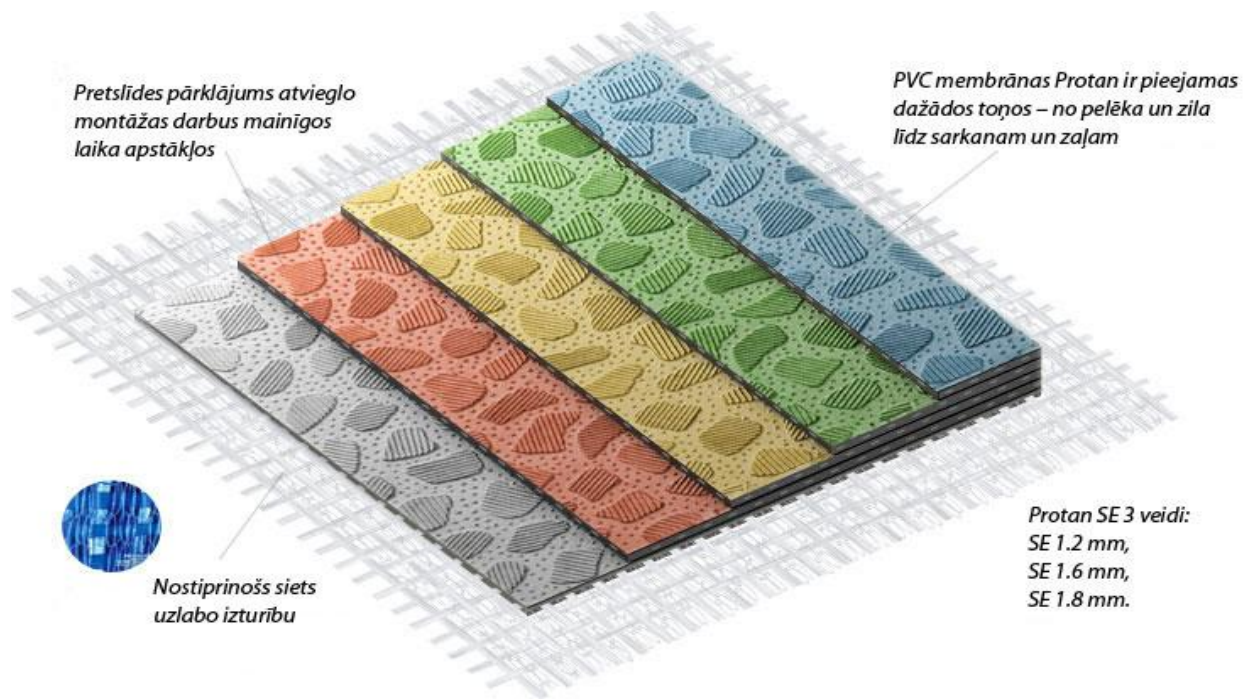 Pretslīdes pārklājums atvieglo
montāžas darbus mainīgos
laika apstākļos
PVC membrānas Protan ir pieejamas
dažādos toņos – no pelēka un zila
līdz sarkanam un zaļam
Nostiprinošs siets
uzlabo izturību
Protan SE 3 veidi:
SE 1.2 mm,
SE 1.6 mm,
SE 1.8 mm.